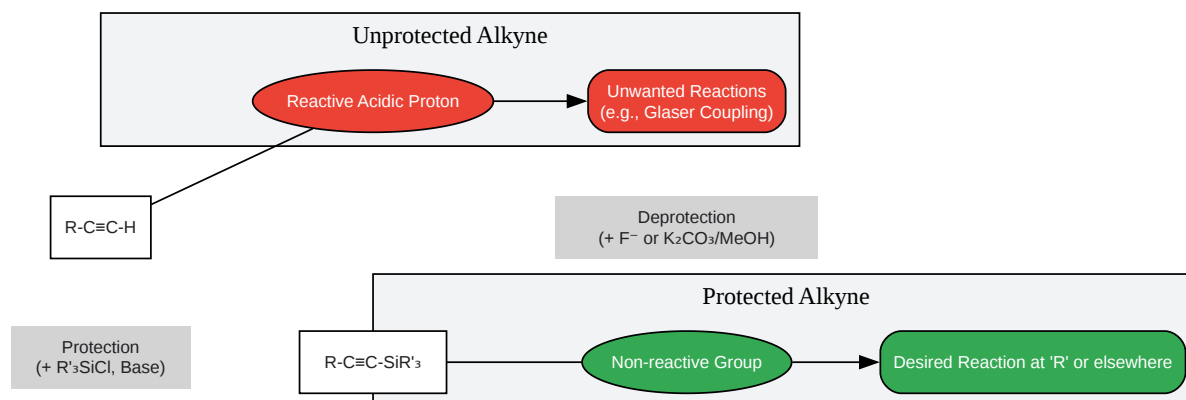 Unprotected Alkyne
Reactive Acidic Proton
Unwanted Reactions
(e.g., Glaser Coupling)
R-C≡C-H
Deprotection
(+ F⁻ or K₂CO₃/MeOH)
Protected Alkyne
Protection
(+ R'₃SiCl, Base)
R-C≡C-SiR'₃
Non-reactive Group
Desired Reaction at 'R' or elsewhere